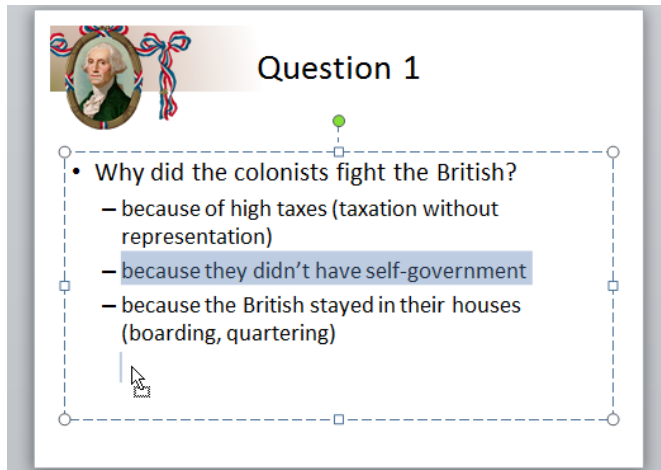 Question 1
• Why did the colonists fight the British?
– because of high taxes (taxation without
representation)
– because they didn’t have self-government
– because the British stayed in their houses
(boarding, quartering)